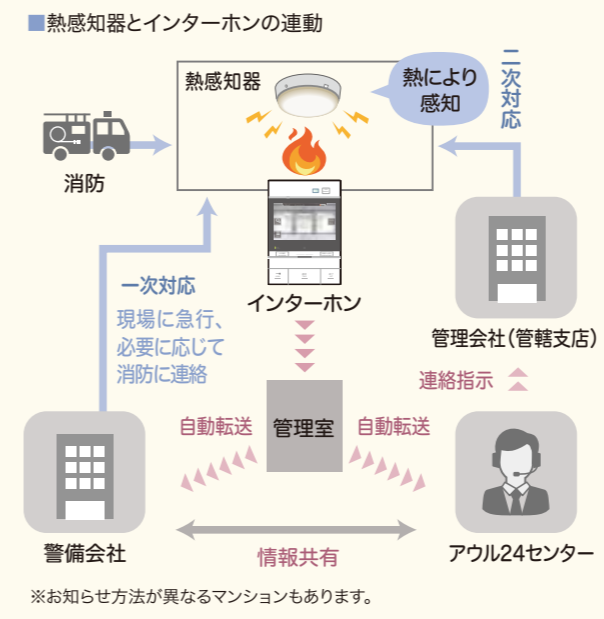 ■熱感知器とインターホンの連動
熱感知器
熱により
感知
二次対応
消防
一次対応
現場に急行、
必要に応じて
消防に連絡
インターホン
管理会社（管轄支店）
連絡指示
自動転送
管理室
自動転送
警備会社
情報共有
アウル24センター
※お知らせ方法が異なるマンションもあります。